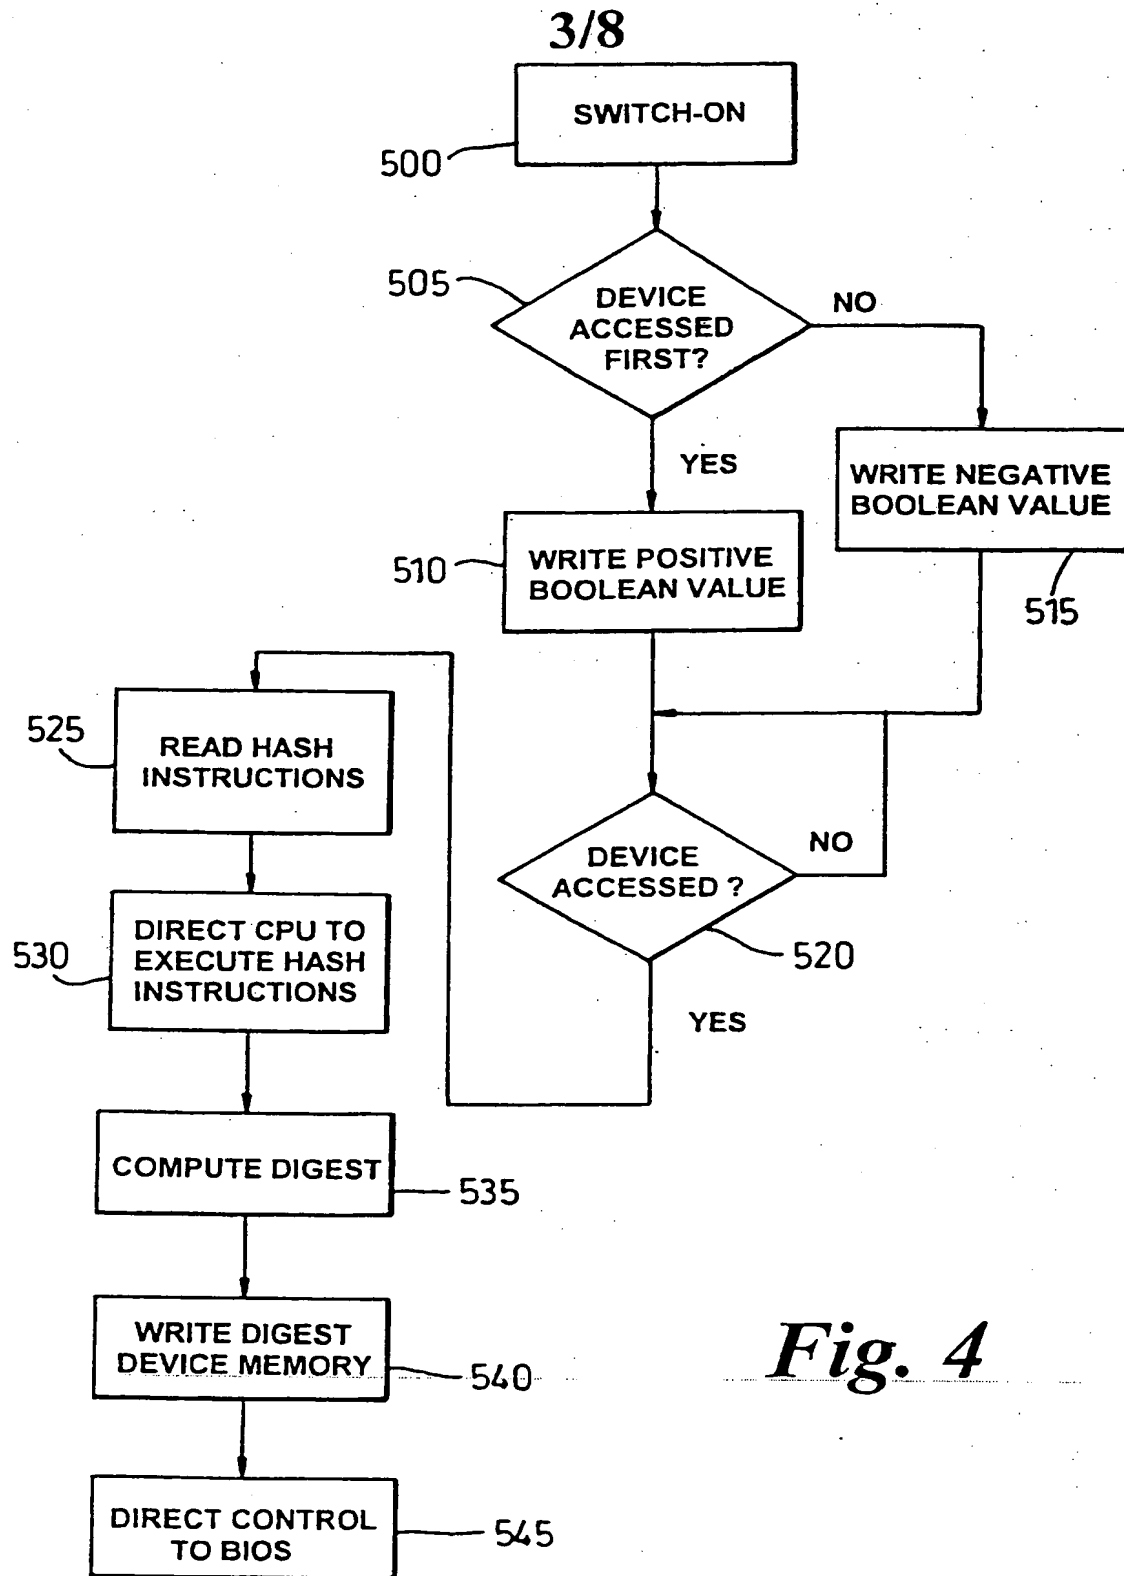 3/8
SWITCH-ON
500
505
DEVICE
ACCESSED
FIRST?
NO
YES
WRITE NEGATIVE
BOOLEAN VALUE
515
510
WRITE POSITIVE
BOOLEAN VALUE
525
READ HASH
INSTRUCTIONS
DEVICE
ACCESSED ?
NO
520
YES
530
DIRECT CPU TO
EXECUTE HASH
INSTRUCTIONS
COMPUTE DIGEST
535
WRITE DIGEST
DEVICE MEMORY
540
Fig. 4
DIRECT CONTROL
TO BIOS
545